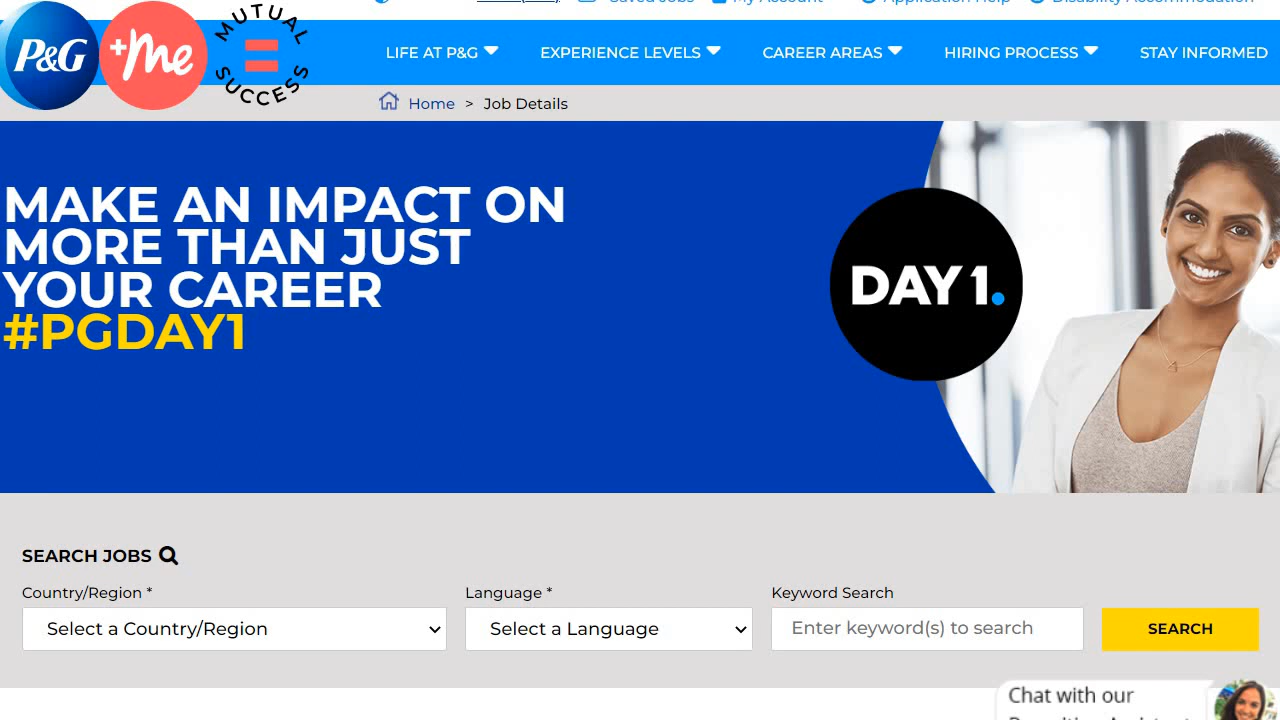 Saved Jobs My Account Application Help Disability Accommodation
P&G +Me MUTUAL = SUCCESS
LIFE AT P&G EXPERIENCE LEVELS CAREER AREAS HIRING PROCESS STAY INFORMED
Home > Job Details
MAKE AN IMPACT ON
MORE THAN JUST
YOUR CAREER
#PGDAY1
DAY 1.
SEARCH JOBS
Country/Region * Language * Keyword Search
Select a Country/Region Select a Language Enter keyword(s) to search SEARCH
Chat with our